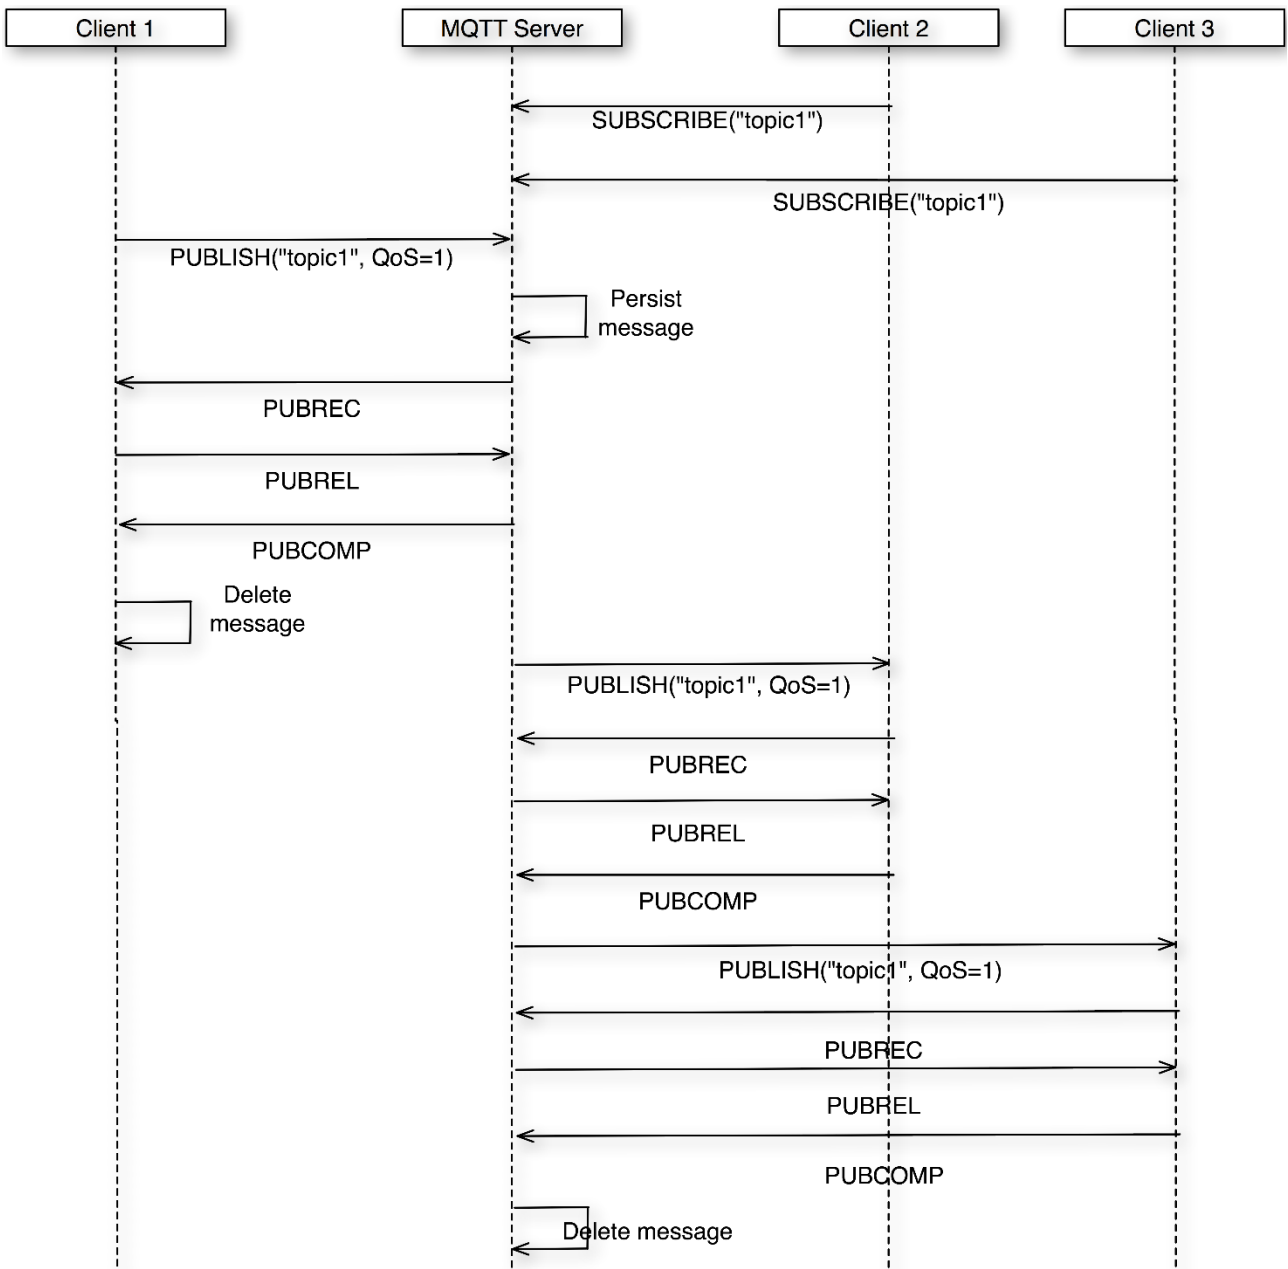 Client 1
MQTT Server
Client 2
Client 3
SUBSCRIBE("topic1")
SUBSCRIBE("topic1")
PUBLISH("topic1", QoS=1)
Persist
message
PUBREC
PUBREL
PUBCOMP
Delete
message
PUBLISH("topic1", QoS=1)
PUBREC
PUBREL
PUBCOMP
PUBLISH("topic1", QoS=1)
PUBREC
PUBREL
PUBCOMP
Delete message